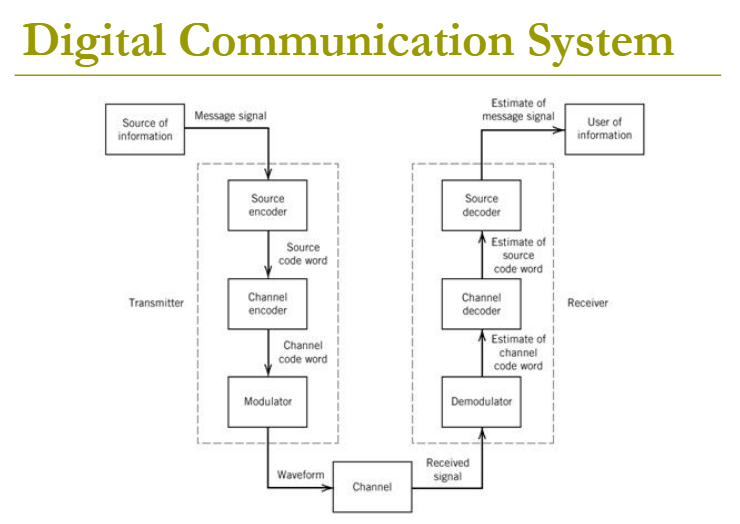 Digital Communication System
Source of
information
Message signal
Estimate of
message signal
User of
information
Source
encoder
Source
code word
Channel
encoder
Channel
code word
Modulator
Transmitter
Waveform
Channel
Received
signal
Demodulator
Estimate of
channel
code word
Channel
decoder
Estimate of
source
code word
Source
decoder
Receiver